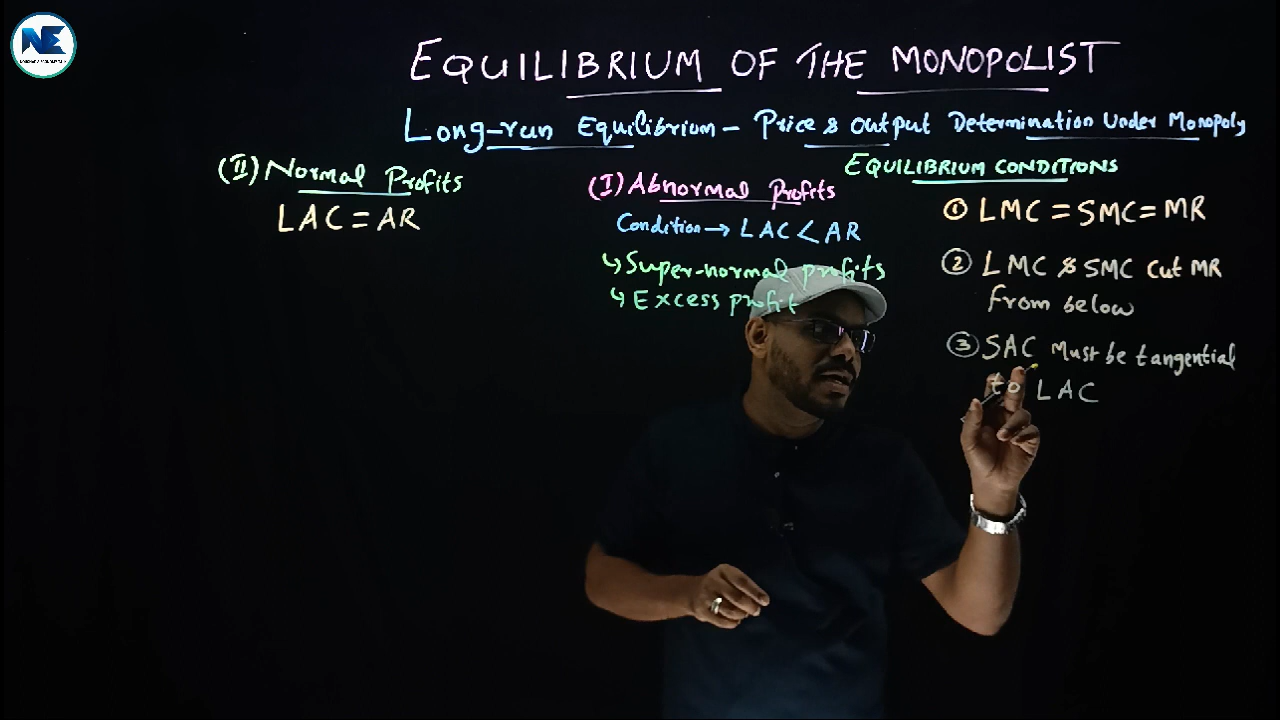 NE
EQUILIBRIUM OF THE MONOPOLIST
Long-run Equilibrium - Price & output Determination Under Monopoly
(II) Normal Profits
LAC = AR
(I) Abnormal Profits
Condition → LAC < AR
↳ Super-normal profits
↳ Excess profit
EQUILIBRIUM CONDITIONS
① LMC = SMC = MR
② LMC & SMC cut MR
from below
③ SAC Must be tangential
to LAC